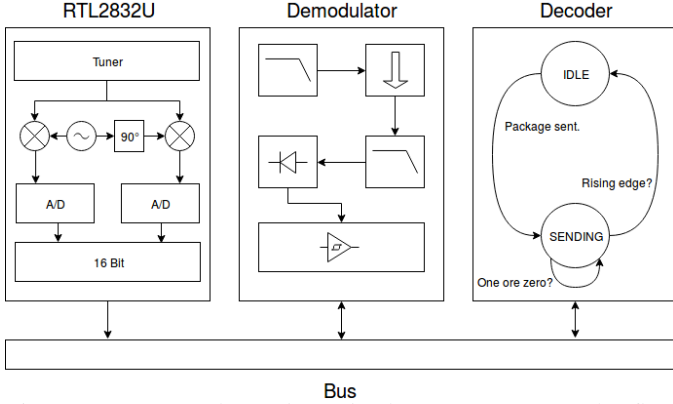 RTL2832U
Demodulator
Decoder
Tuner
90°
A/D
A/D
16 Bit
IDLE
Package sent.
Rising edge?
SENDING
One ore zero?
Bus